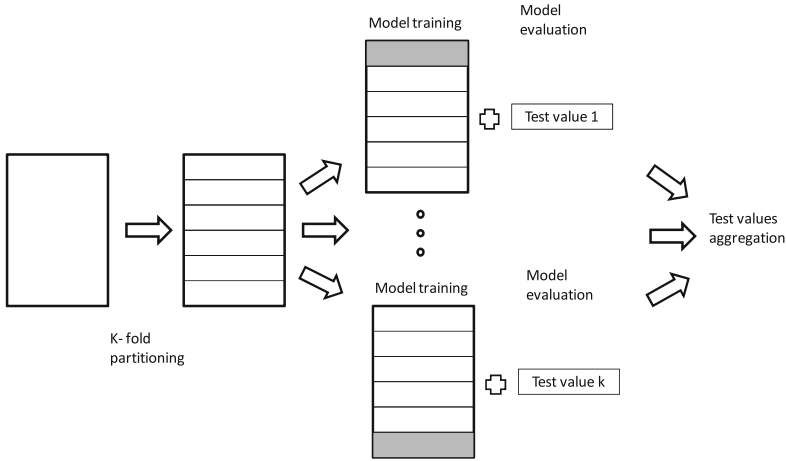 Model training
Model
evaluation
Test value 1
Test values
aggregation
K- fold
partitioning
Model training
Model
evaluation
Test value k